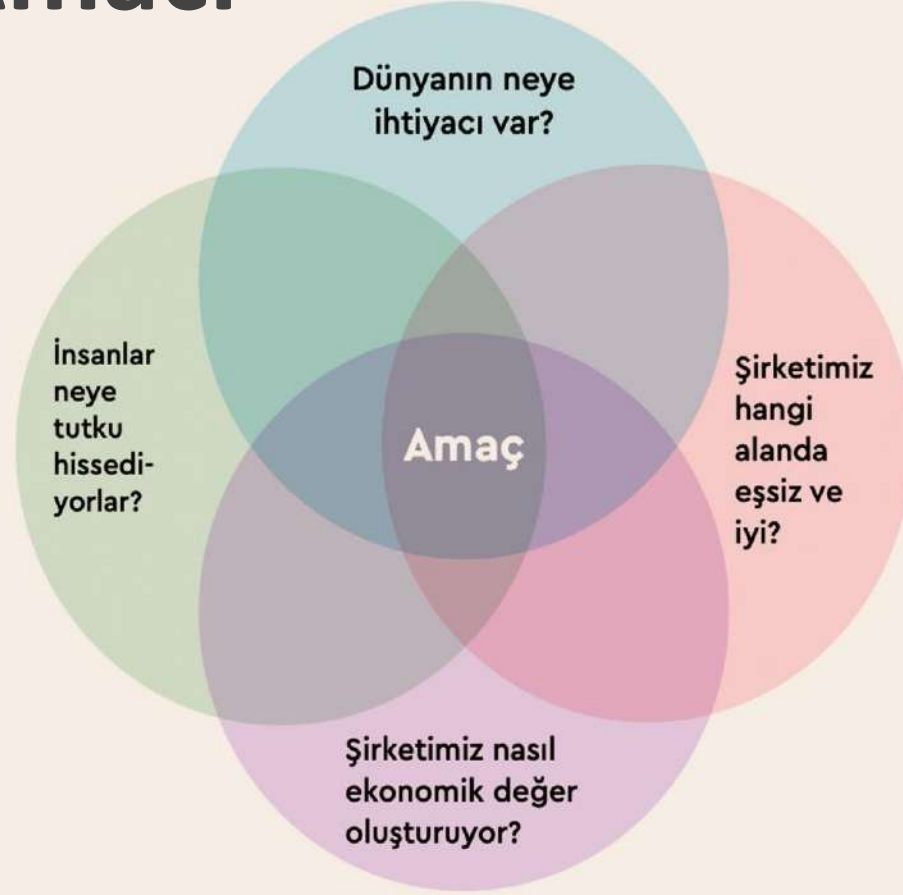 Dünyanın neye
ihtiyacı var?
İnsanlar
neye
tutku
hissedi-
yorlar?
Amaç
Şirketimiz
hangi
alanda
eşsiz ve
iyi?
Şirketimiz nasıl
ekonomik değer
oluşturuyor?